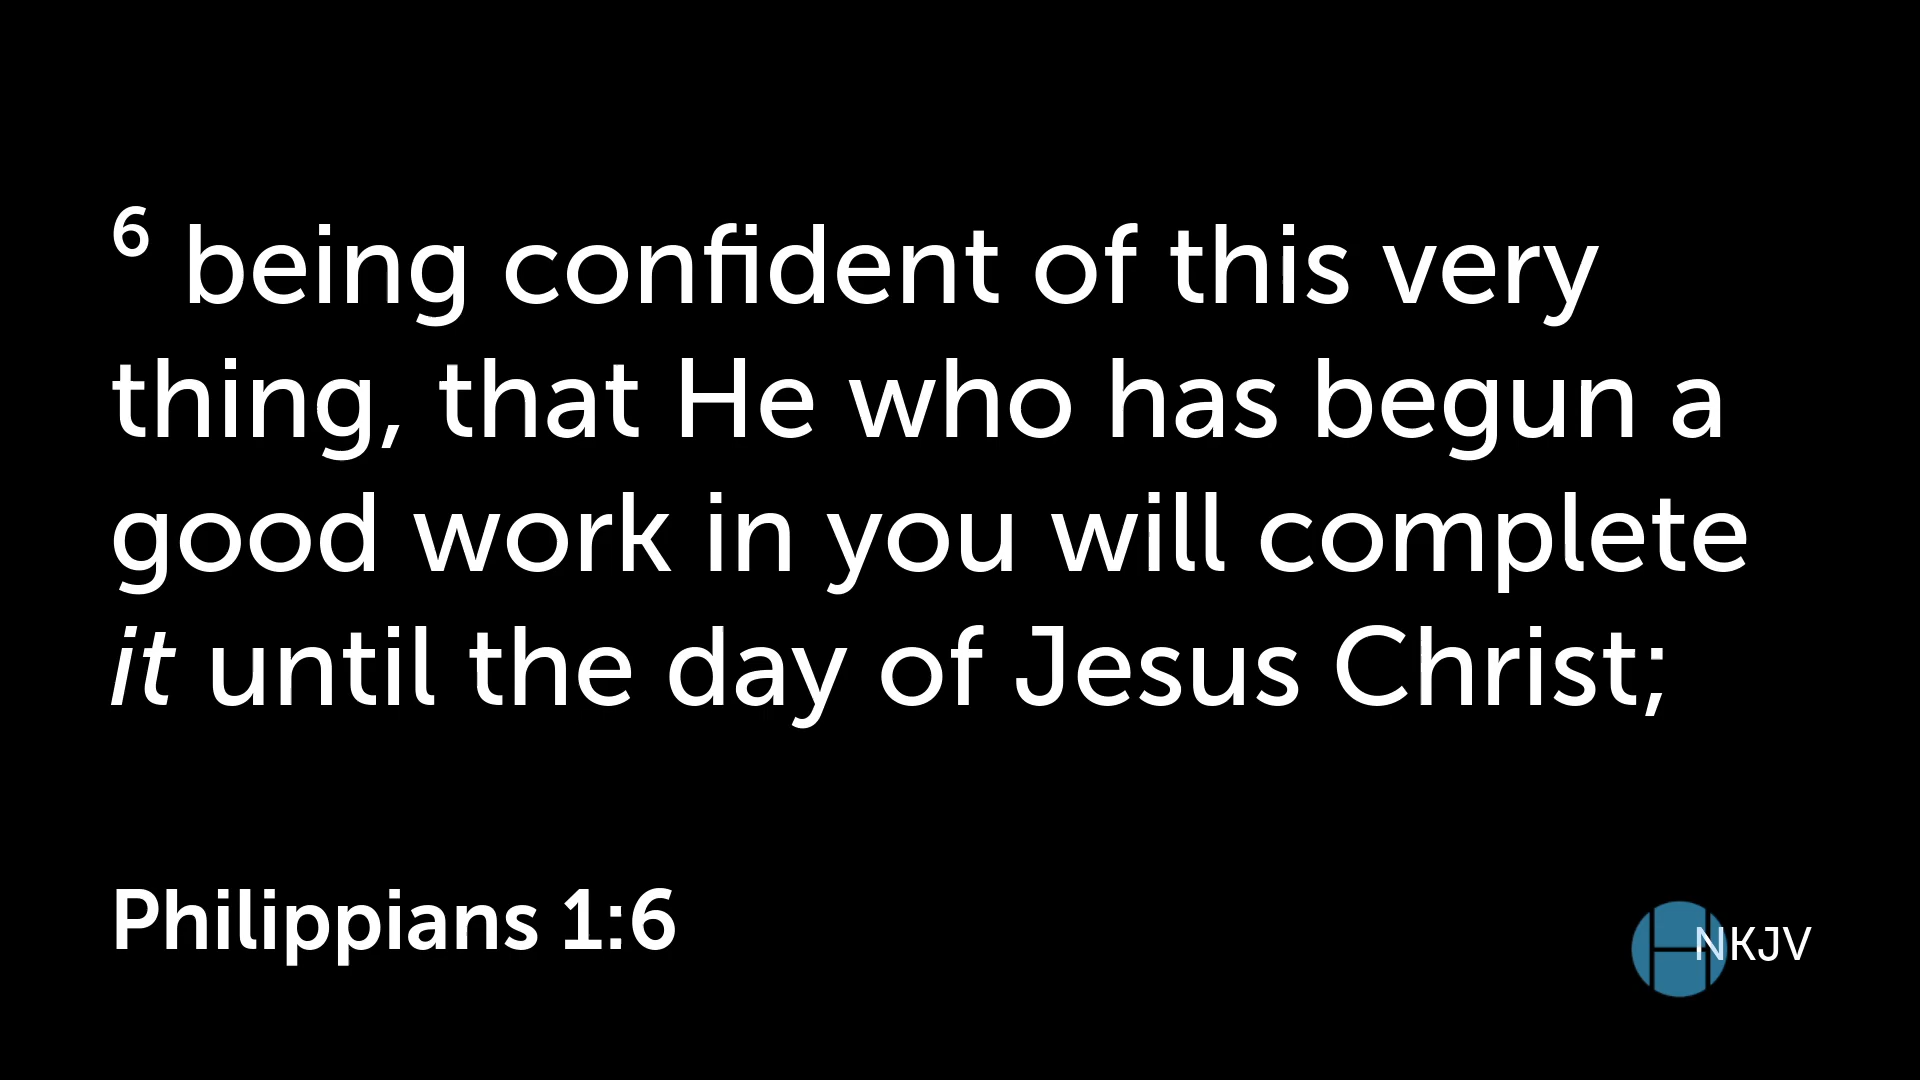 6 being confident of this very
thing, that He who has begun a
good work in you will complete
it until the day of Jesus Christ;
Philippians 1:6
NKJV